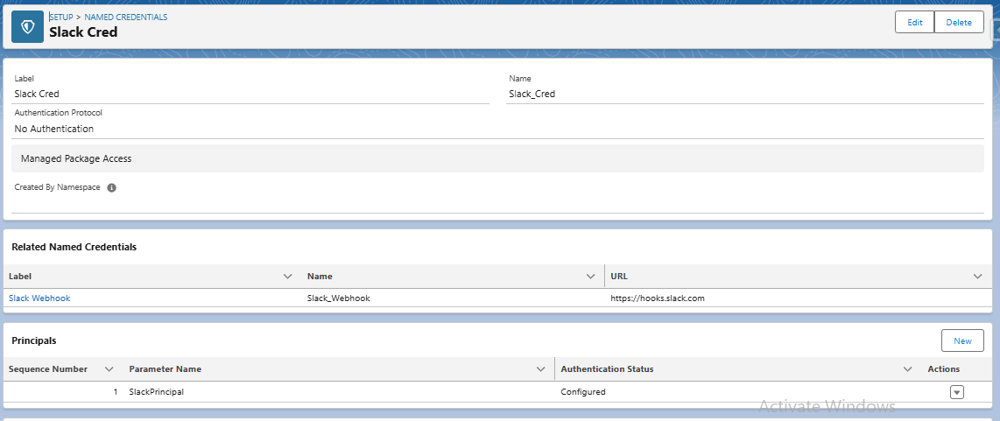 SETUP > NAMED CREDENTIALS
Slack Cred
Edit
Delete
Label
Name
Slack Cred
Slack_Cred
Authentication Protocol
No Authentication
Managed Package Access
Created By Namespace
Related Named Credentials
Label
Name
URL
Slack Webhook
Slack_Webhook
https://hooks.slack.com
Principals
New
Sequence Number
Parameter Name
Authentication Status
Actions
1
SlackPrincipal
Configured
Activate Windows